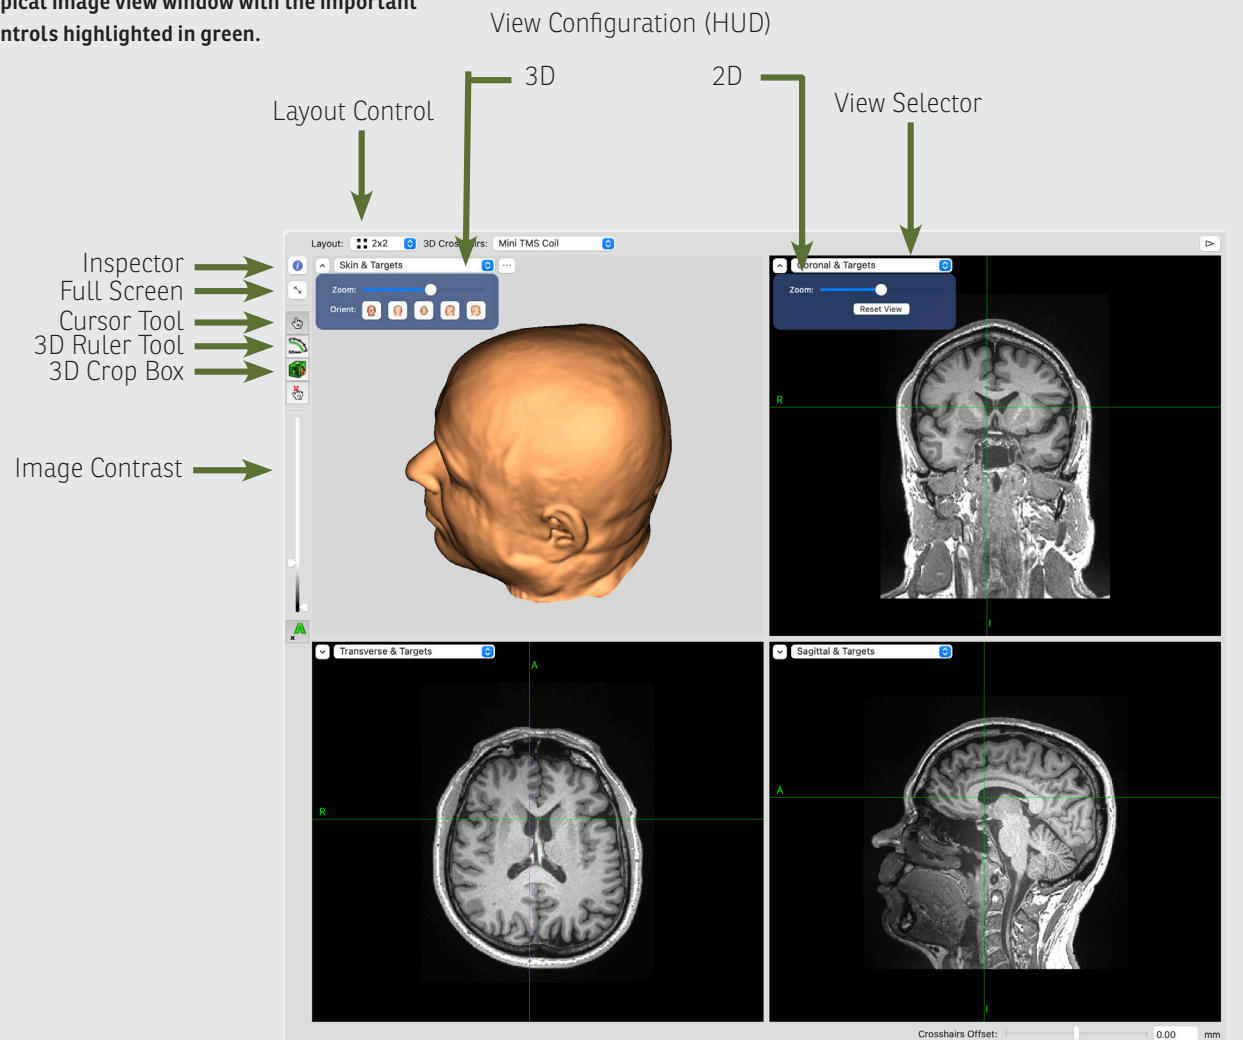 pical image view window with the important
ntrols highlighted in green.
View Configuration (HUD)
3D
2D
Layout Control
View Selector
Layout: 2x2 3D Cros hairs: Mini TMS Coil
Inspector
Full Screen
Cursor Tool
3D Ruler Tool
3D Crop Box
Image Contrast
Skin & Targets
Zoom:
Orient:
Coronal & Targets
Zoom:
Reset View
R
I
Transverse & Targets
A
R
Sagittal & Targets
A
I
Crosshairs Offset: 0.00 mm